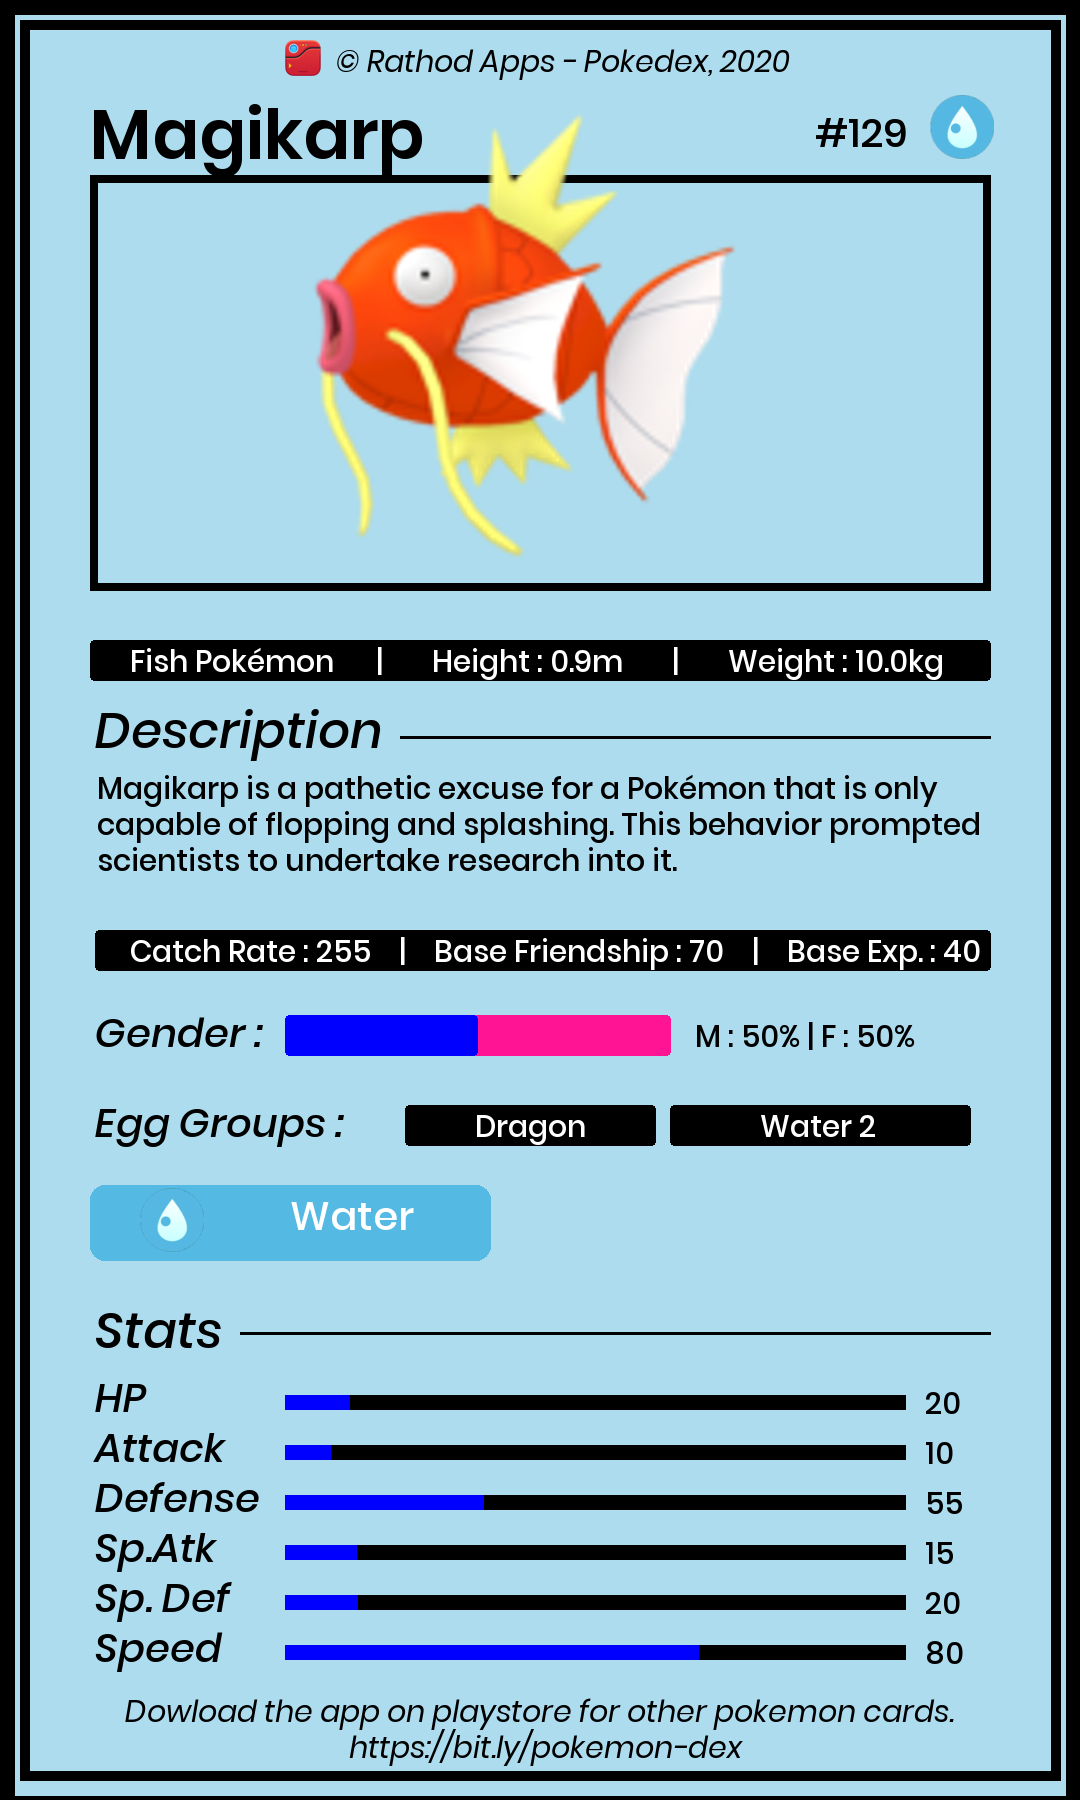 © Rathod Apps - Pokedex, 2020
Magikarp #129
Fish Pokémon | Height : 0.9m | Weight : 10.0kg
Description
Magikarp is a pathetic excuse for a Pokémon that is only
capable of flopping and splashing. This behavior prompted
scientists to undertake research into it.
Catch Rate : 255 | Base Friendship : 70 | Base Exp. : 40
Gender : M : 50% | F : 50%
Egg Groups : Dragon Water 2
Water
Stats
HP 20
Attack 10
Defense 55
Sp.Atk 15
Sp. Def 20
Speed 80
Dowload the app on playstore for other pokemon cards.
https://bit.ly/pokemon-dex